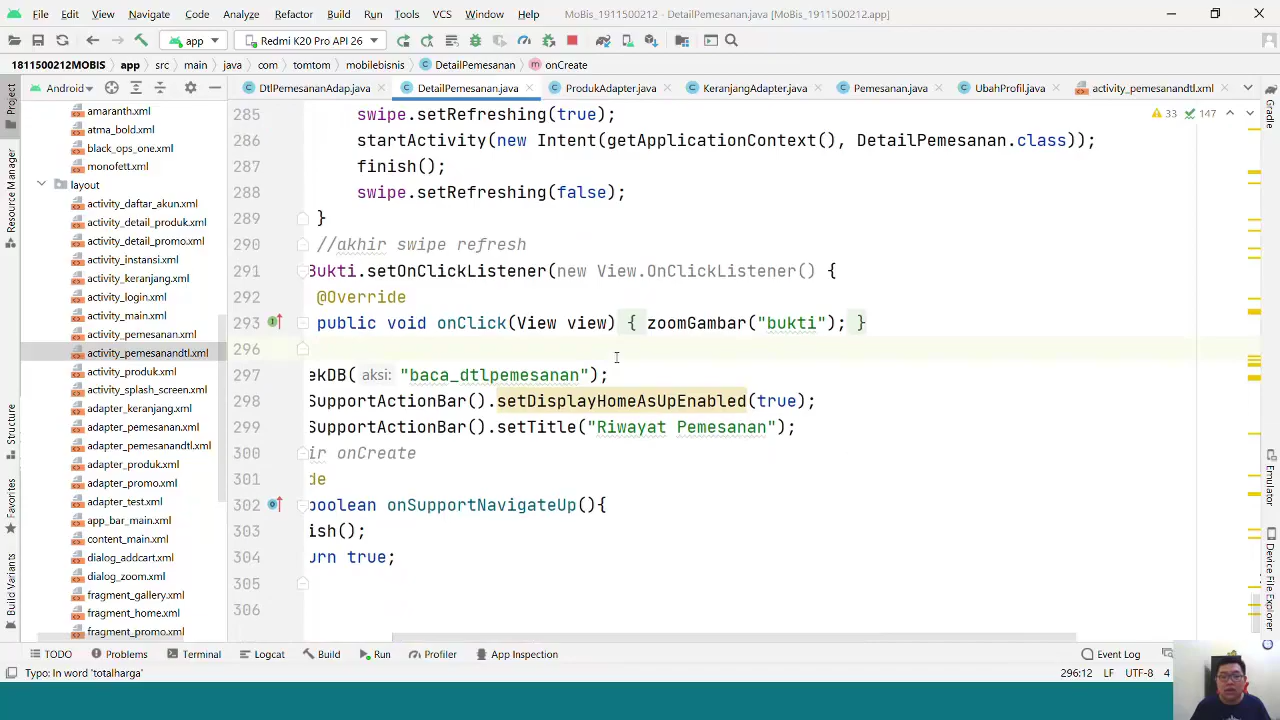 File Edit View Navigate Code Analyze Refactor Build Run Tools VCS Window Help MoBis_1911500212 - DetailPemesanan.java [MoBis_1911500212.app]
app Redmi K20 Pro API 26
1811500212MOBIS app src main java com tomtom mobilebisnis DetailPemesanan onCreate
Android DtlPemesananAdap.java DetailPemesanan.java ProdukAdapter.java KeranjangAdapter.java Pemesanan.java UbahProfil.java activity_pemesanandtl.xml
Project
Resource Manager
Structure
Favorites
Build Variants
amaranth.xml
atma_bold.xml
black_ops_one.xml
monofett.xml
layout
activity_daftar_akun.xml
activity_detail_produk.xml
activity_detail_promo.xml
activity_instansi.xml
activity_keranjang.xml
activity_login.xml
activity_main.xml
activity_pemesanan.xml
activity_pemesanandtl.xml
activity_produk.xml
activity_splash_screen.xml
adapter_keranjang.xml
adapter_pemesanan.xml
adapter_pemesanandtl.xml
adapter_produk.xml
adapter_promo.xml
adapter_test.xml
app_bar_main.xml
content_main.xml
dialog_addcart.xml
dialog_zoom.xml
fragment_gallery.xml
fragment_home.xml
fragment_promo.xml
33 147
285 swipe.setRefreshing(true);
286 startActivity(new Intent(getApplicationContext(), DetailPemesanan.class));
287 finish();
288 swipe.setRefreshing(false);
289 }
290 //akhir swipe refresh
291 Bukti.setOnClickListener(new View.OnClickListener() {
292 @Override
293 public void onClick(View view) { zoomGambar("bukti"); }
296
297 ekDB( aksi: "baca_dtlpemesanan");
298 SupportActionBar().setDisplayHomeAsUpEnabled(true);
299 SupportActionBar().setTitle("Riwayat Pemesanan");
300 ir onCreate
301 de
302 boolean onSupportNavigateUp(){
303 ish();
304 urn true;
305
306
Gradle
Emulator
Device File Explorer
TODO Problems Terminal Logcat Build Run Profiler App Inspection Event Log
Typo: In word 'totalharga' 296:12 LF UTF-8 4